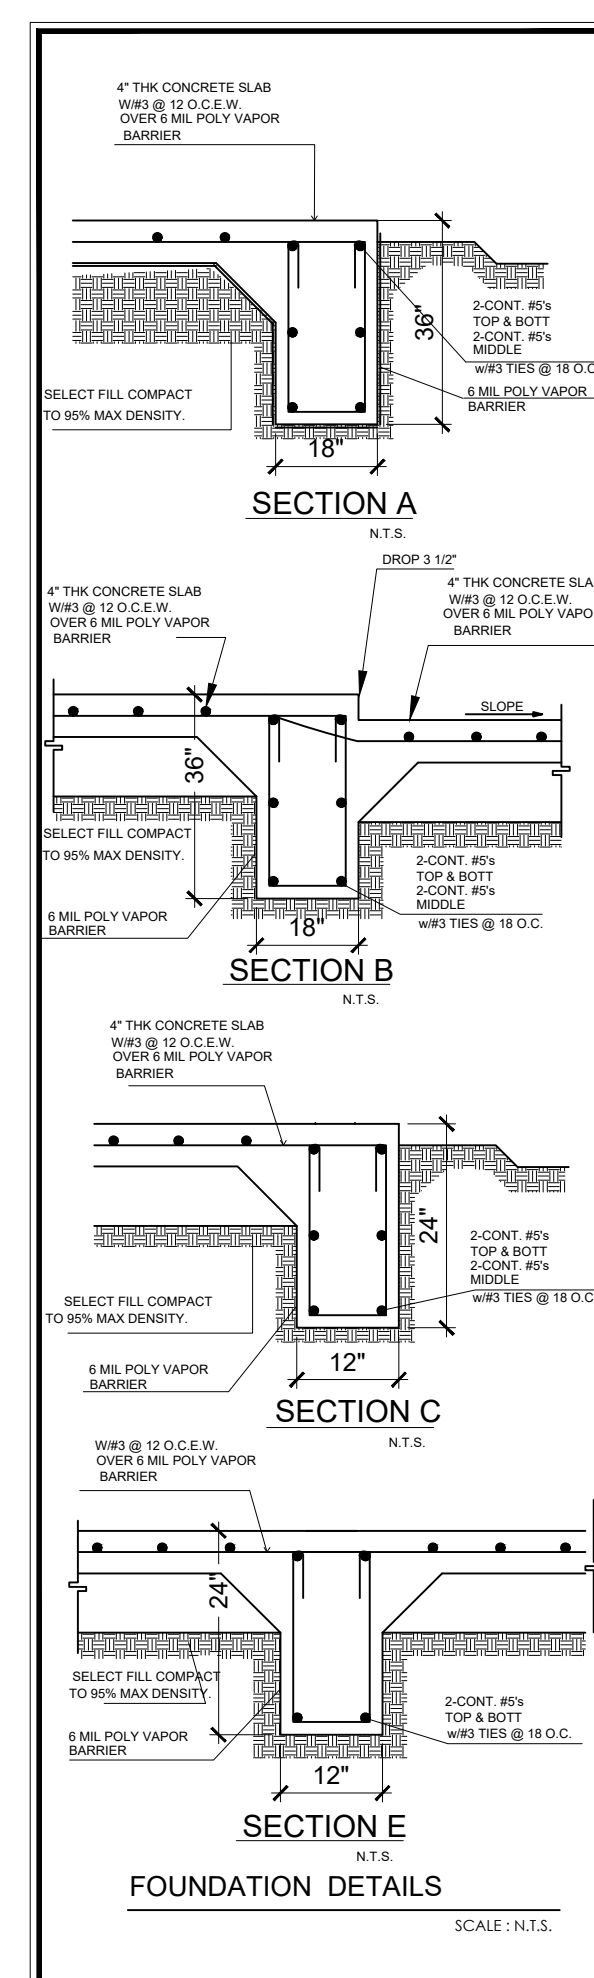 4" THK CONCRETE SLAB
W/#3 @ 12 O.C.E.W.
OVER 6 MIL POLY VAPOR
BARRIER
36"
2-CONT. #5's
TOP & BOTT
2-CONT. #5's
MIDDLE
w/#3 TIES @ 18 O.C
6 MIL POLY VAPOR
BARRIER
SELECT FILL COMPACT
TO 95% MAX DENSITY.
18"
SECTION A
N.T.S.
DROP 3 1/2"
4" THK CONCRETE SLAB
W/#3 @ 12 O.C.E.W.
OVER 6 MIL POLY VAPOR
BARRIER
4" THK CONCRETE SLA
W/#3 @ 12 O.C.E.W.
OVER 6 MIL POLY VAPO
BARRIER
SLOPE
36"
SELECT FILL COMPACT
TO 95% MAX DENSITY.
2-CONT. #5's
TOP & BOTT
2-CONT. #5's
MIDDLE
w/#3 TIES @ 18 O.C.
6 MIL POLY VAPOR
BARRIER
18"
SECTION B
N.T.S.
4" THK CONCRETE SLAB
W/#3 @ 12 O.C.E.W.
OVER 6 MIL POLY VAPOR
BARRIER
24"
2-CONT. #5's
TOP & BOTT
2-CONT. #5's
MIDDLE
w/#3 TIES @ 18 O.C
SELECT FILL COMPACT
TO 95% MAX DENSITY.
6 MIL POLY VAPOR
BARRIER
12"
SECTION C
N.T.S.
W/#3 @ 12 O.C.E.W.
OVER 6 MIL POLY VAPOR
BARRIER
24"
SELECT FILL COMPACT
TO 95% MAX DENSITY.
2-CONT. #5's
TOP & BOTT
w/#3 TIES @ 18 O.C.
6 MIL POLY VAPOR
BARRIER
12"
SECTION E
N.T.S.
FOUNDATION DETAILS
SCALE : N.T.S.